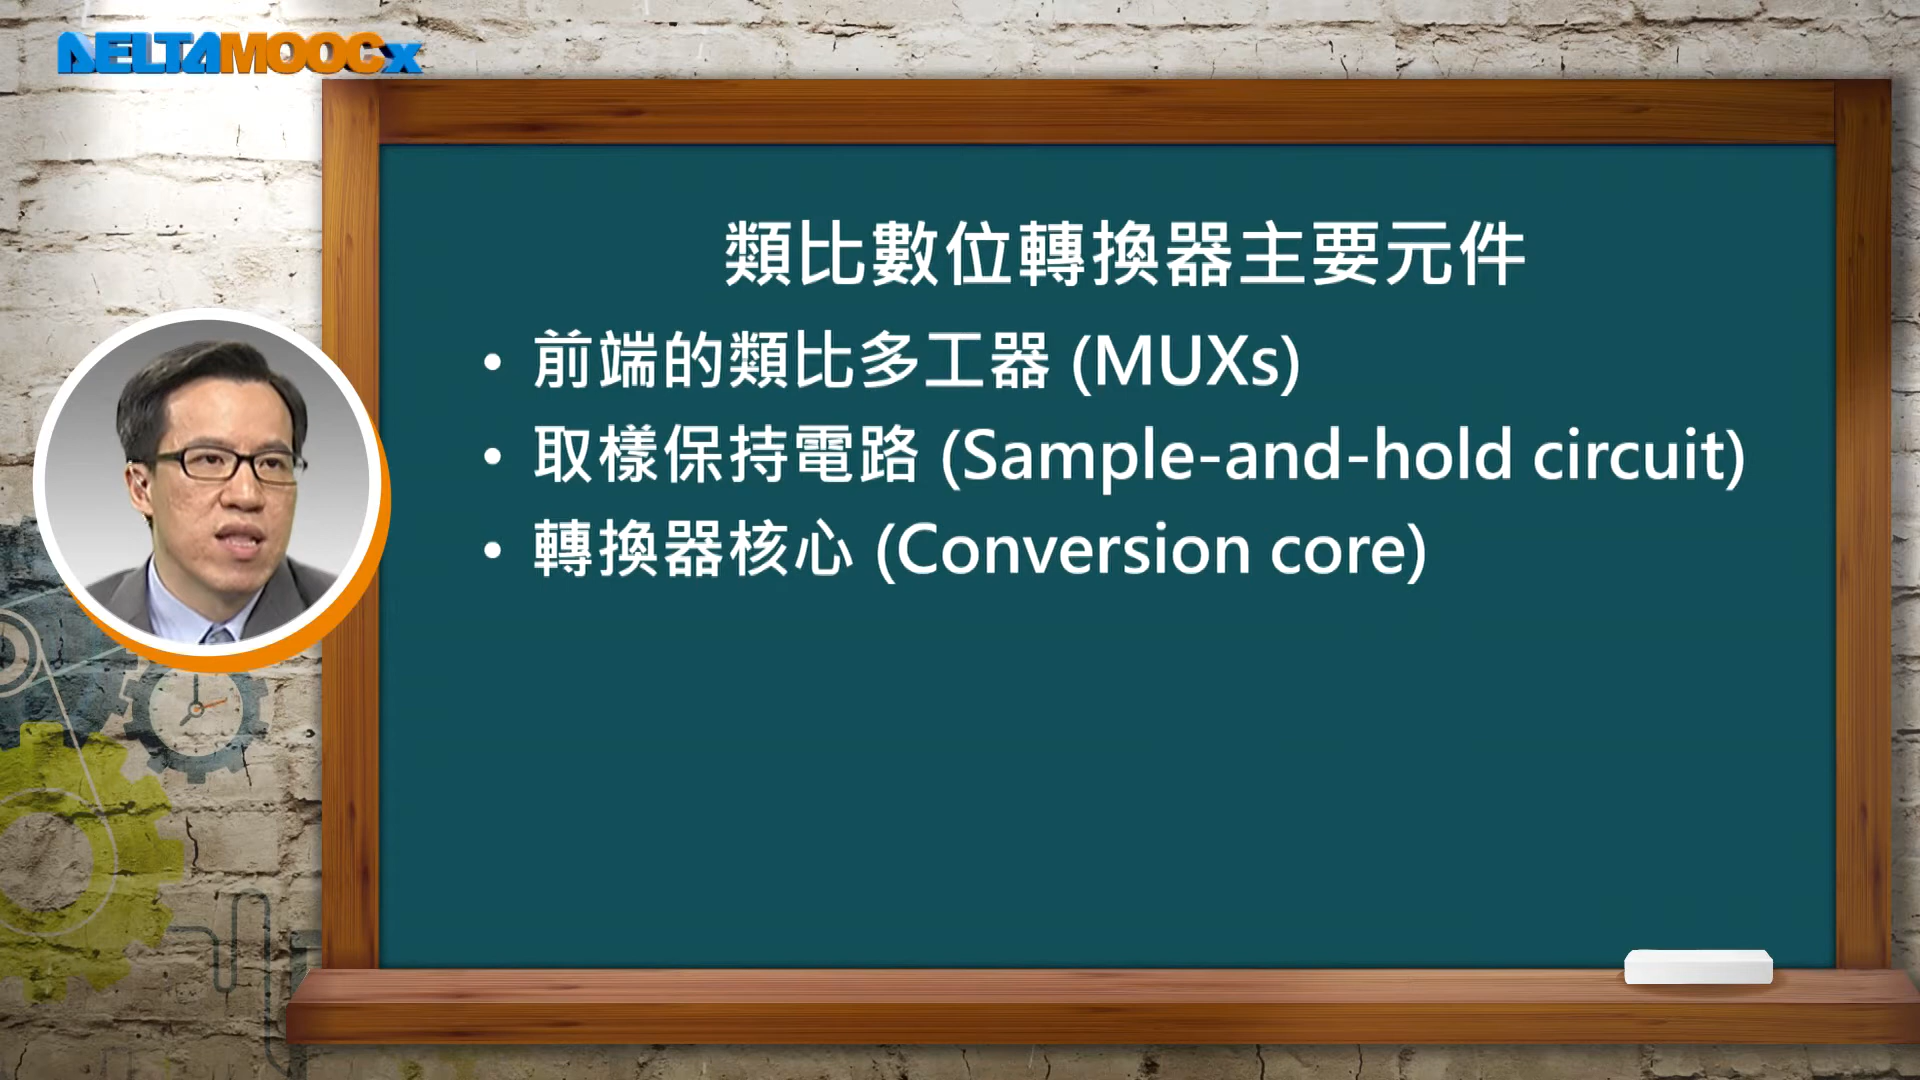 DELTAMOOCx
類比數位轉換器主要元件
• 前端的類比多工器 (MUXs)
• 取樣保持電路 (Sample-and-hold circuit)
• 轉換器核心 (Conversion core)